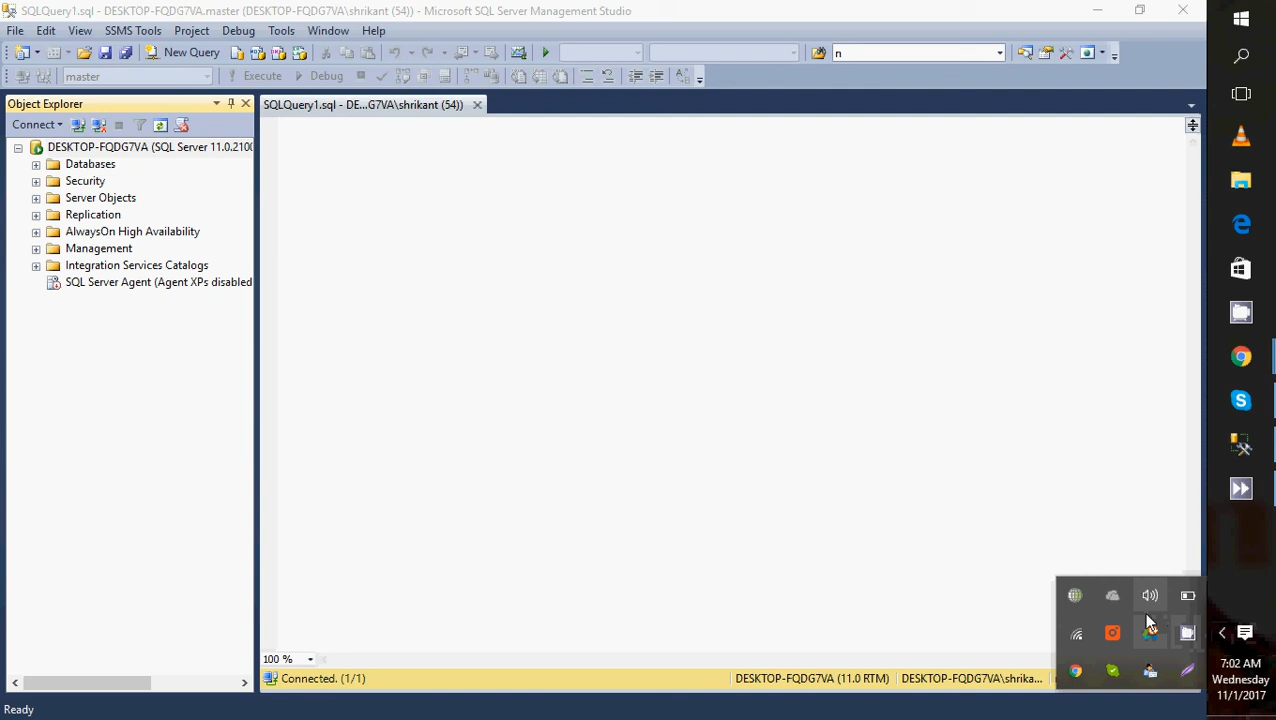 SQLQuery1.sql - DESKTOP-FQDG7VA.master (DESKTOP-FQDG7VA\shrikant (54)) - Microsoft SQL Server Management Studio
File Edit View SSMS Tools Project Debug Tools Window Help
New Query n
master Execute Debug
Object Explorer
SQLQuery1.sql - DE...G7VA\shrikant (54))
Connect
DESKTOP-FQDG7VA (SQL Server 11.0.2100
Databases
Security
Server Objects
Replication
AlwaysOn High Availability
Management
Integration Services Catalogs
SQL Server Agent (Agent XPs disabled
100 %
Connected. (1/1) DESKTOP-FQDG7VA (11.0 RTM) DESKTOP-FQDG7VA\shrika...
Ready
7:02 AM
Wednesday
11/1/2017